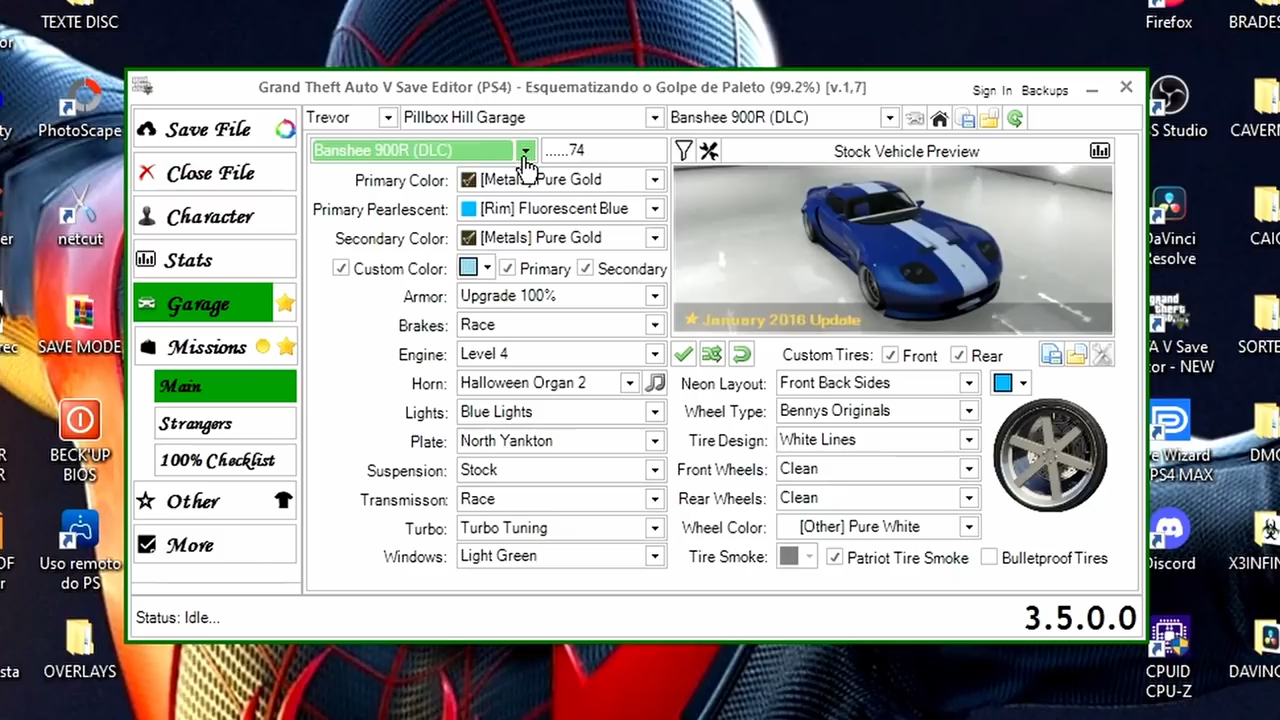 TEXTE DISC
PhotoScape
netcut
SAVE MODE
BECK'UP
BIOS
Uso remoto
do PS
OVERLAYS
Grand Theft Auto V Save Editor (PS4) - Esquematizando o Golpe de Paleto (99.2%) [v.1,7]
Sign In
Backups
Save File
Close File
Character
Stats
Garage
Missions
Main
Strangers
100% Checklist
Other
More
Trevor
Pillbox Hill Garage
Banshee 900R (DLC)
Banshee 900R (DLC)
......74
Primary Color:
Pure Gold
Primary Pearlescent: [Rim] Fluorescent Blue
Secondary Color: [Metals] Pure Gold
Custom Color: Primary Secondary
Armor: Upgrade 100%
Brakes: Race
Engine: Level 4
Horn: Halloween Organ 2
Lights: Blue Lights
Plate: North Yankton
Suspension: Stock
Transmisson: Race
Turbo: Turbo Tuning
Windows: Light Green
Stock Vehicle Preview
January 2016 Update
Custom Tires: Front Rear
Neon Layout: Front Back Sides
Wheel Type: Bennys Originals
Tire Design: White Lines
Front Wheels: Clean
Rear Wheels: Clean
Wheel Color: [Other] Pure White
Tire Smoke: Patriot Tire Smoke Bulletproof Tires
Status: Idle...
3.5.0.0
Firefox
BRADES
S Studio
CAVERN
DaVinci
Resolve
CAIO
A V Save
or - NEW
SORTE
e Wizard
PS4 MAX
DMC
Discord
X3INFIN
CPUID
CPU-Z
DAVINC